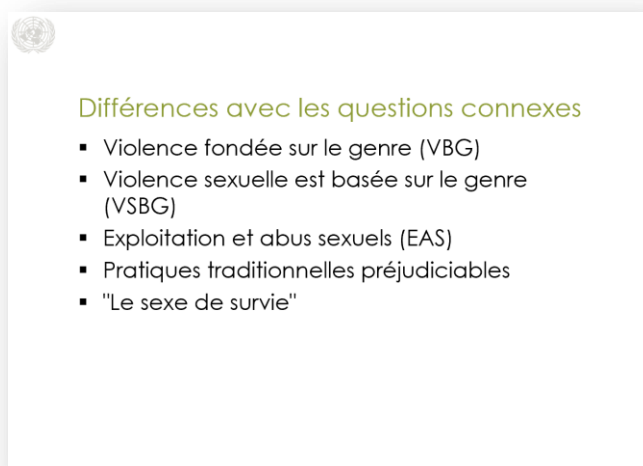 Différences avec les questions connexes
▪ Violence fondée sur le genre (VBG)
▪ Violence sexuelle est basée sur le genre
(VSBG)
▪ Exploitation et abus sexuels (EAS)
▪ Pratiques traditionnelles préjudiciables
▪ "Le sexe de survie"